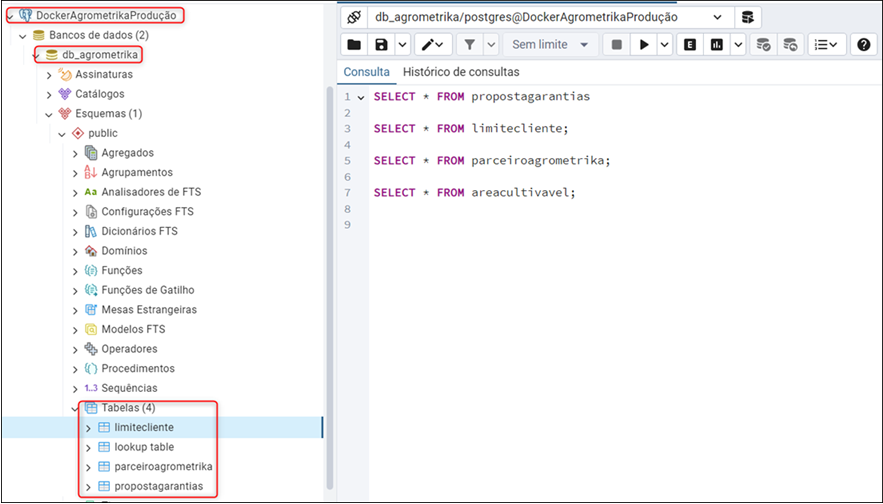 DockerAgrometrikaProdução
Bancos de dados (2)
db_agrometrika
Assinaturas
Catálogos
Esquemas (1)
public
Agregados
Agrupamentos
Aa Analisadores de FTS
Configurações FTS
Dicionários FTS
Domínios
Funções
Funções de Gatilho
Mesas Estrangeiras
Modelos FTS
Operadores
Procedimentos
1..3 Sequências
Tabelas (4)
limitecliente
lookup table
parceiroagrometrika
propostagarantias
db_agrometrika/postgres@DockerAgrometrikaProdução
Sem limite
E
Consulta Histórico de consultas
1 SELECT * FROM propostagarantias
2
3 SELECT * FROM limitecliente;
4
5 SELECT * FROM parceiroagrometrika;
6
7 SELECT * FROM areacultivavel;
8
9